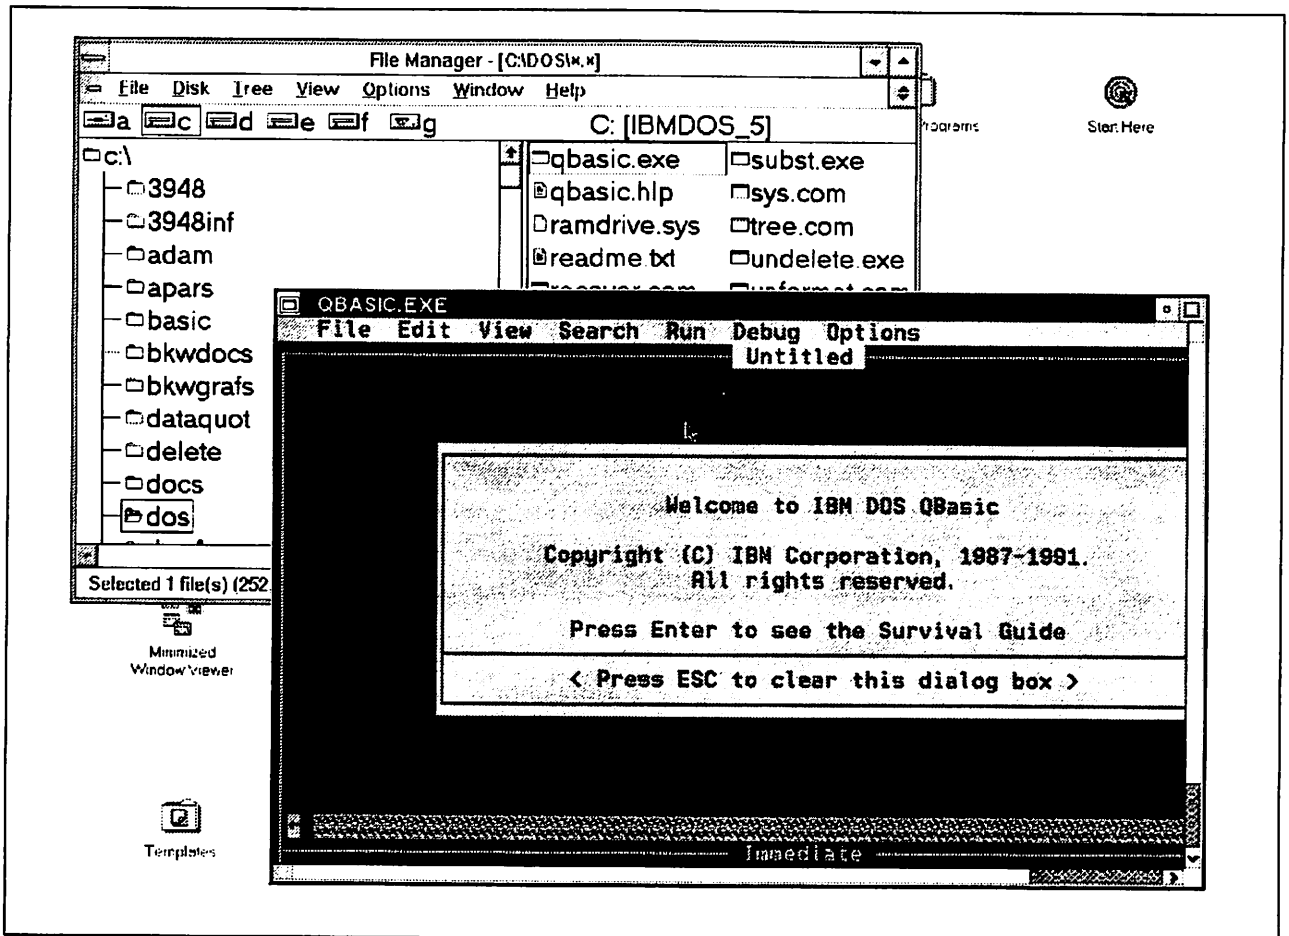 File Manager - [C:\DOS\*.*]
File Disk Tree View Options Window Help
a c d e f g C: [IBMDOS_5]
c:\
3948
3948inf
adam
apars
basic
bkwdocs
bkwgrafs
dataquot
delete
docs
dos
qbasic.exe subst.exe
qbasic.hlp sys.com
ramdrive.sys tree.com
readme.txt undelete.exe
recover.com unformat.com
Selected 1 file(s) (252
Programs
Start Here
QBASIC.EXE
File Edit View Search Run Debug Options
Untitled
Welcome to IBM DOS QBasic
Copyright (C) IBM Corporation, 1987-1991.
All rights reserved.
Press Enter to see the Survival Guide
< Press ESC to clear this dialog box >
Immediate
Minimized
Window Viewer
Templates